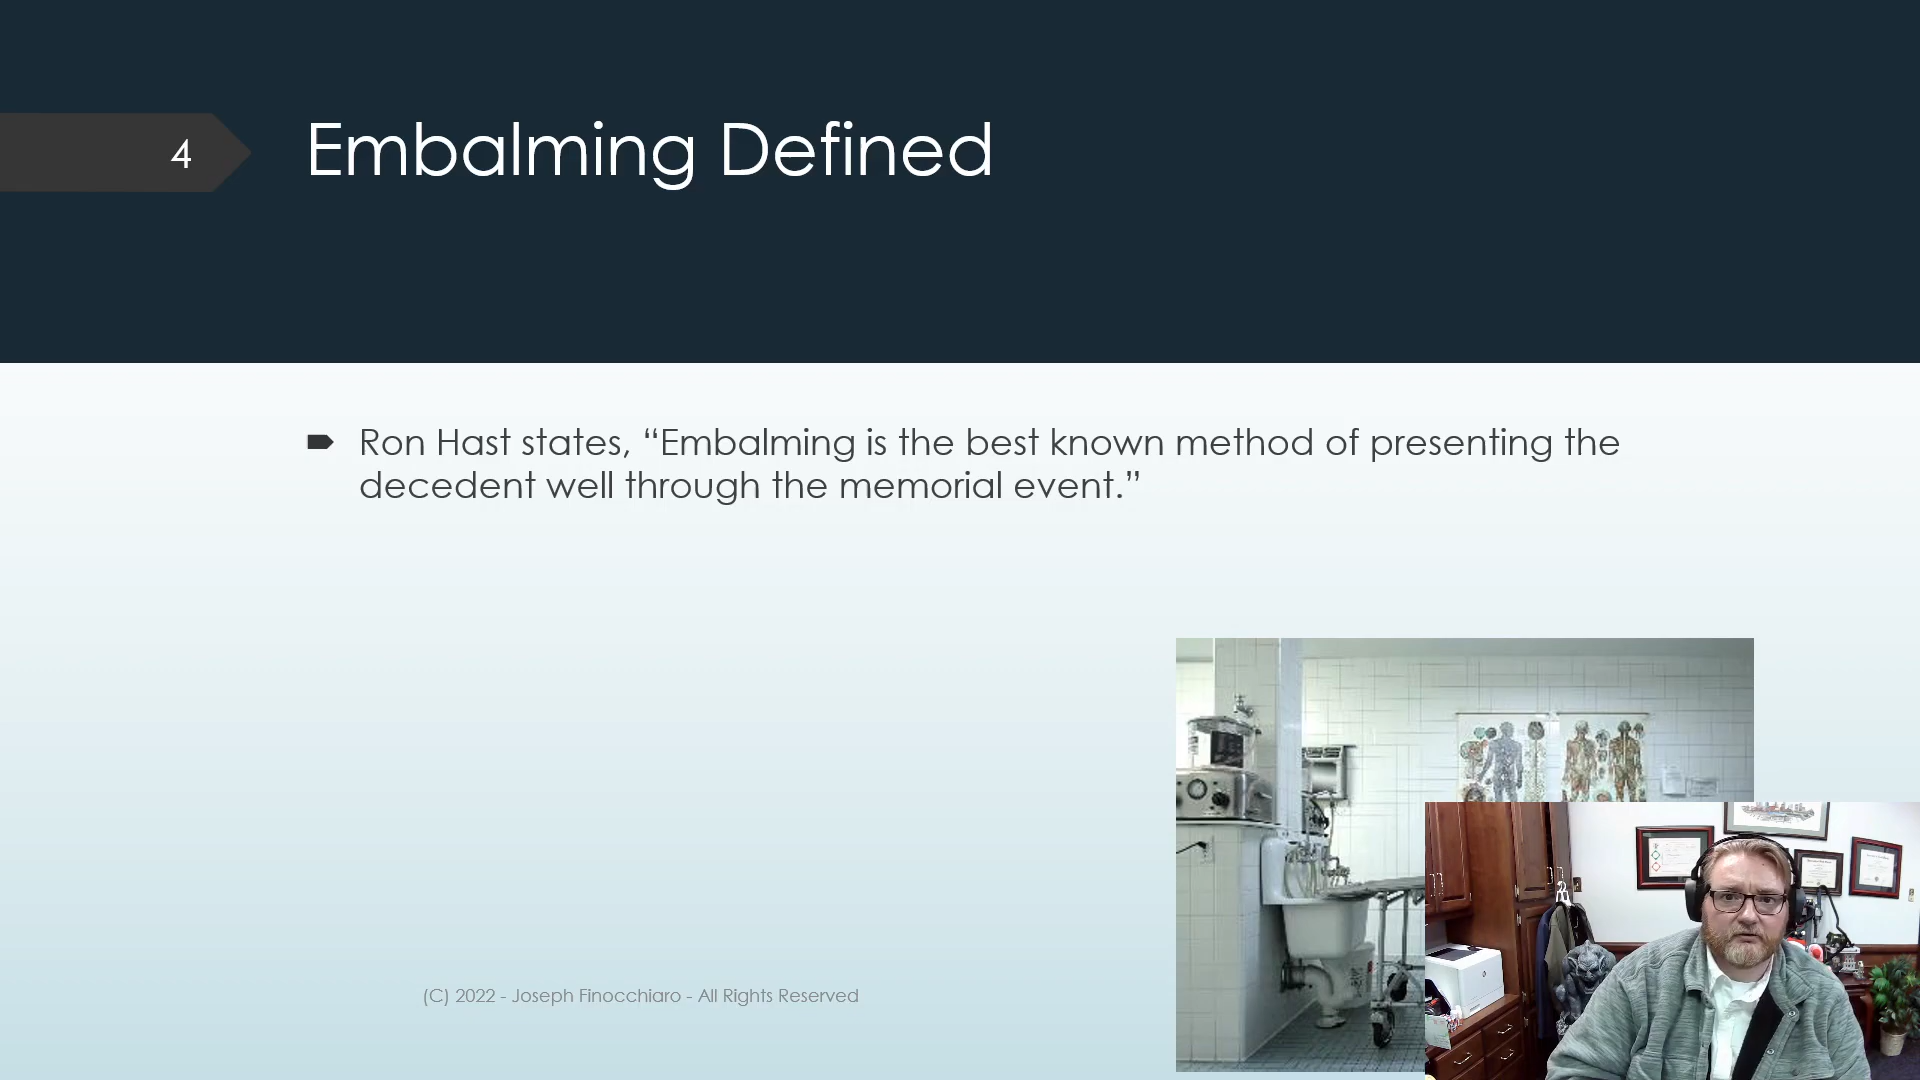 4
Embalming Defined
Ron Hast states, “Embalming is the best known method of presenting the
decedent well through the memorial event.”
(C) 2022 - Joseph Finocchiaro - All Rights Reserved